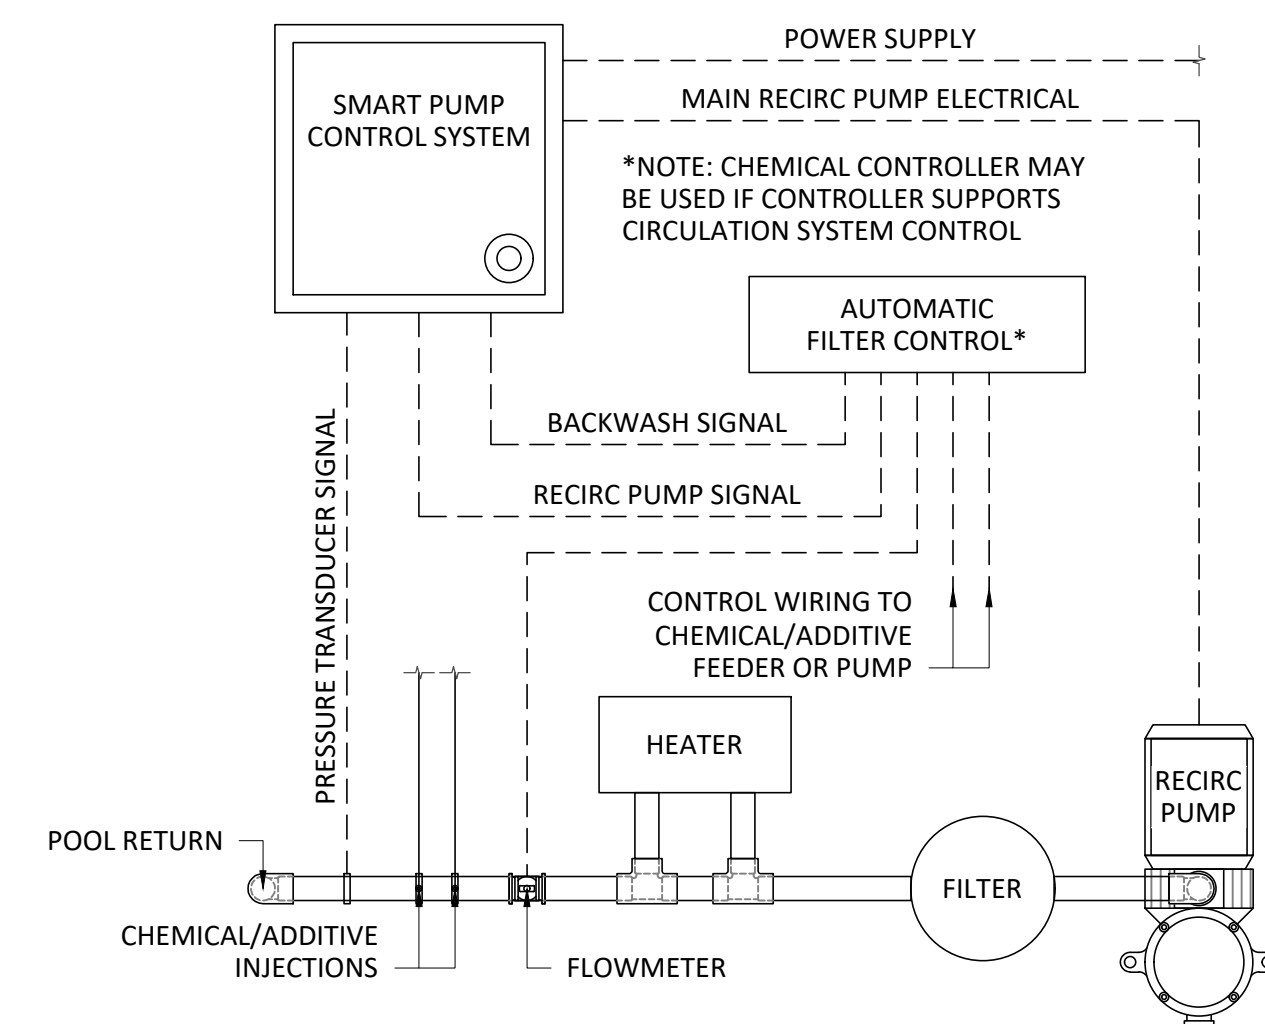 POWER SUPPLY
MAIN RECIRC PUMP ELECTRICAL
SMART PUMP
CONTROL SYSTEM
*NOTE: CHEMICAL CONTROLLER MAY
BE USED IF CONTROLLER SUPPORTS
CIRCULATION SYSTEM CONTROL
AUTOMATIC
FILTER CONTROL*
BACKWASH SIGNAL
RECIRC PUMP SIGNAL
PRESSURE TRANSDUCER SIGNAL
CONTROL WIRING TO
CHEMICAL/ADDITIVE
FEEDER OR PUMP
HEATER
RECIRC
PUMP
POOL RETURN
FILTER
CHEMICAL/ADDITIVE
INJECTIONS
FLOWMETER